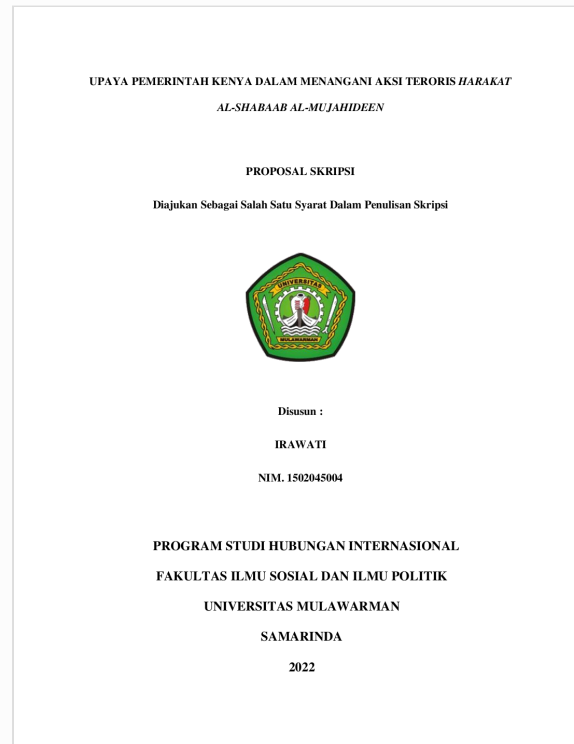 UPAYA PEMERINTAH KENYA DALAM MENANGANI AKSI TERORIS HARAKAT
AL-SHABAAB AL-MUJAHIDEEN
PROPOSAL SKRIPSI
Diajukan Sebagai Salah Satu Syarat Dalam Penulisan Skripsi
UNIVERSITAS
MULAWARMAN
Disusun :
IRAWATI
NIM. 1502045004
PROGRAM STUDI HUBUNGAN INTERNASIONAL
FAKULTAS ILMU SOSIAL DAN ILMU POLITIK
UNIVERSITAS MULAWARMAN
SAMARINDA
2022